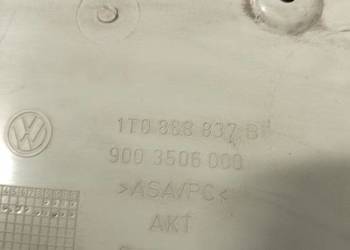 1T0 868 837 B
900 3506 000
>ASA/PC<
AKT